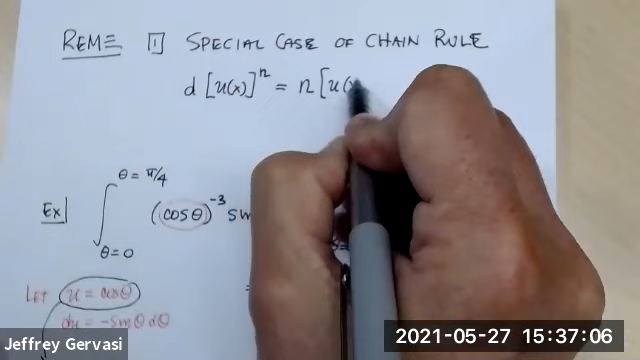 REME 1 SPECIAL CASE OF CHAIN RULE
d [u(x)]^n = n [u(x
Ex ∫ θ=0 θ=π/4 (cosθ)^-3 sin
Let u = cosθ
du = -sinθ dθ
Jeffrey Gervasi
2021-05-27 15:37:06